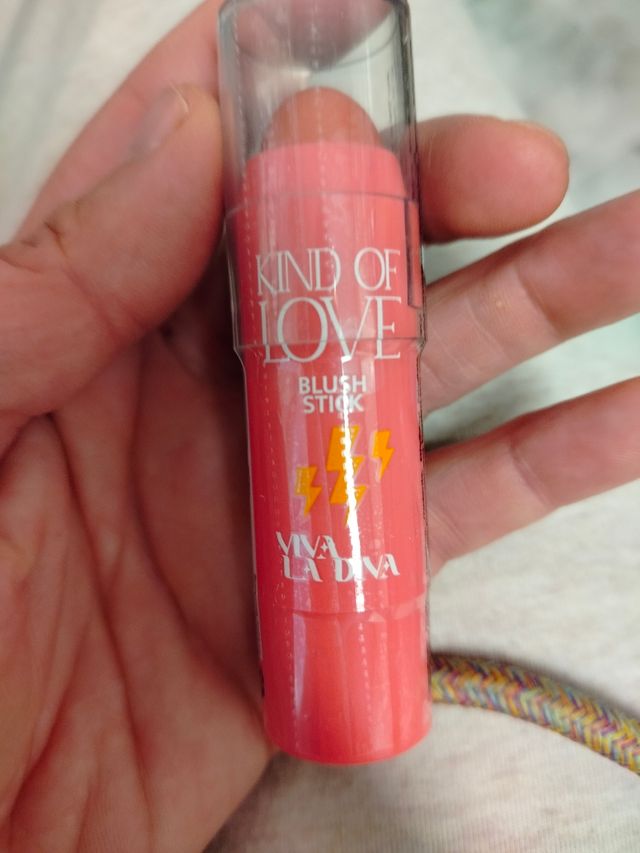 KIND OF
LOVE
BLUSH
STICK
VIVA
LA DIVA